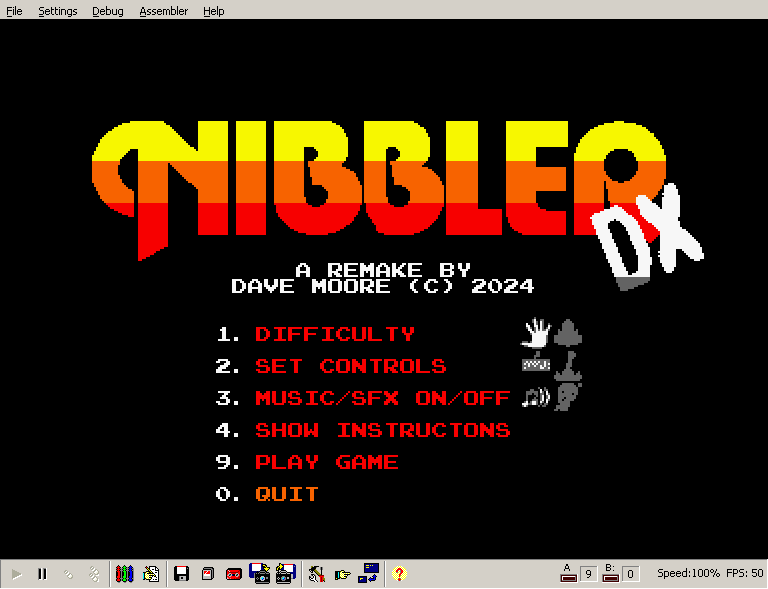 File Settings Debug Assembler Help
NIBBLER
DX
A REMAKE BY
DAVE MOORE (C) 2024
1. DIFFICULTY
2. SET CONTROLS
3. MUSIC/SFX ON/OFF
4. SHOW INSTRUCTONS
9. PLAY GAME
0. QUIT
A 9 B: 0 Speed:100% FPS: 50